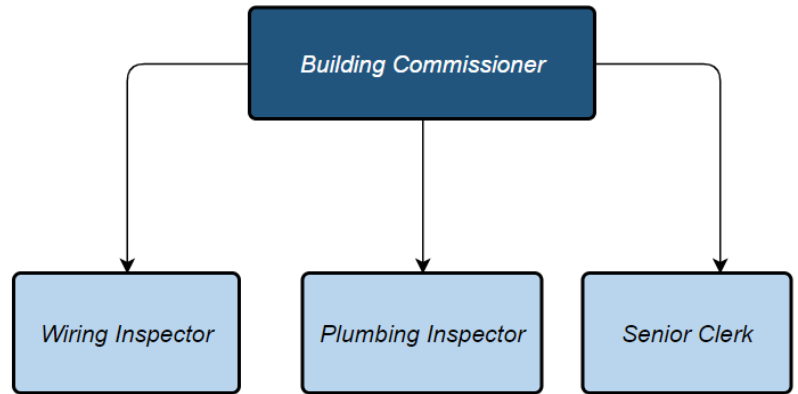 Building Commissioner
Wiring Inspector
Plumbing Inspector
Senior Clerk